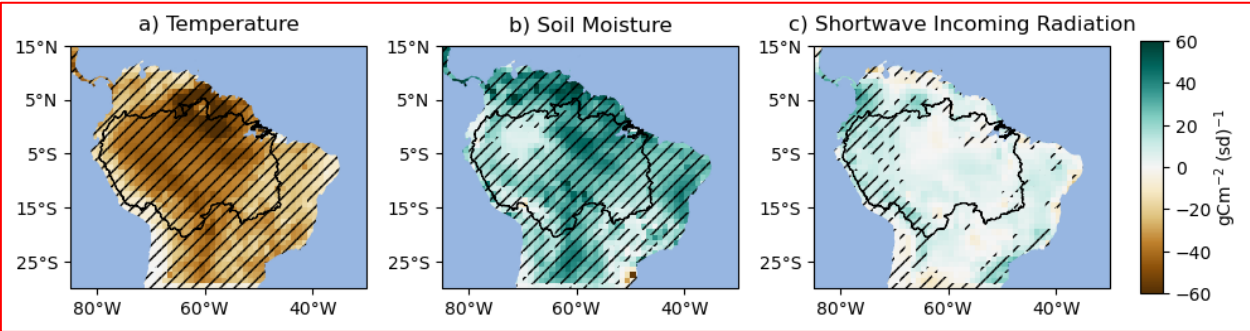 a) Temperature
b) Soil Moisture
c) Shortwave Incoming Radiation
15°N
5°N
5°S
15°S
25°S
80°W
60°W
40°W
15°N
5°N
5°S
15°S
25°S
80°W
60°W
40°W
15°N
5°N
5°S
15°S
25°S
80°W
60°W
40°W
60
40
20
0
−20
−40
−60
gCm⁻² (sd)⁻¹